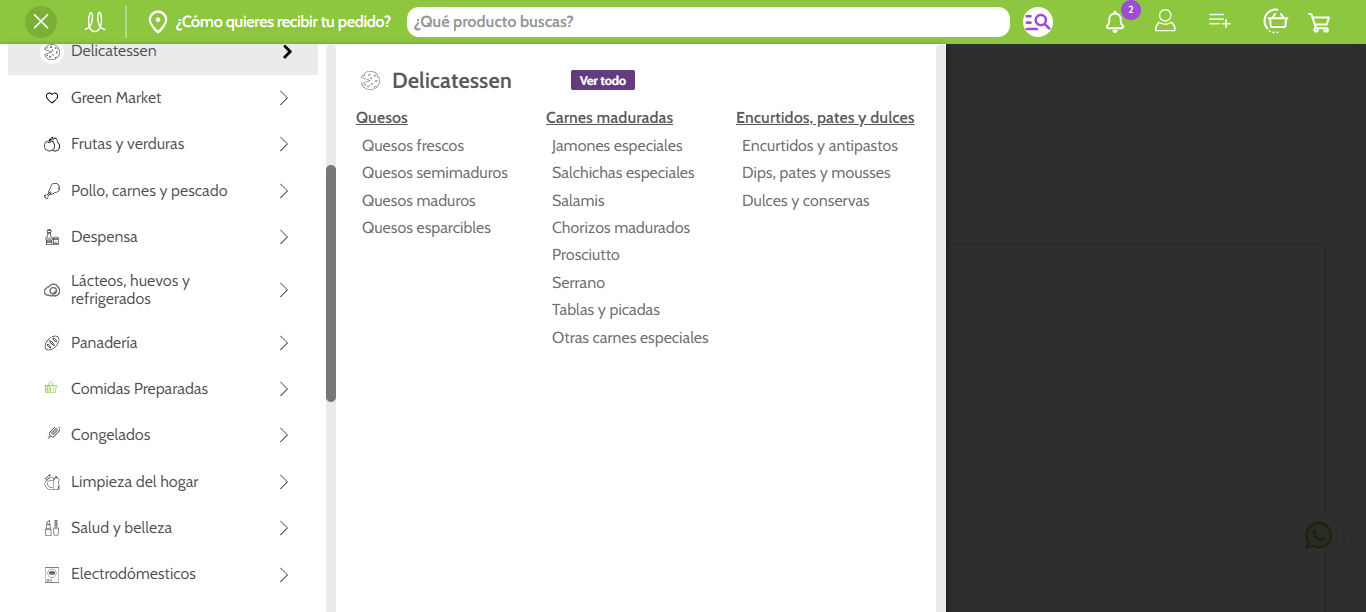 ¿Cómo quieres recibir tu pedido?
¿Qué producto buscas?
2
Delicatessen
Green Market
Frutas y verduras
Pollo, carnes y pescado
Despensa
Lácteos, huevos y
refrigerados
Panadería
Comidas Preparadas
Congelados
Limpieza del hogar
Salud y belleza
Electrodómesticos
Delicatessen
Ver todo
Quesos
Quesos frescos
Quesos semimaduros
Quesos maduros
Quesos esparcibles
Carnes maduradas
Jamones especiales
Salchichas especiales
Salamis
Chorizos madurados
Prosciutto
Serrano
Tablas y picadas
Otras carnes especiales
Encurtidos, pates y dulces
Encurtidos y antipastos
Dips, pates y mousses
Dulces y conservas